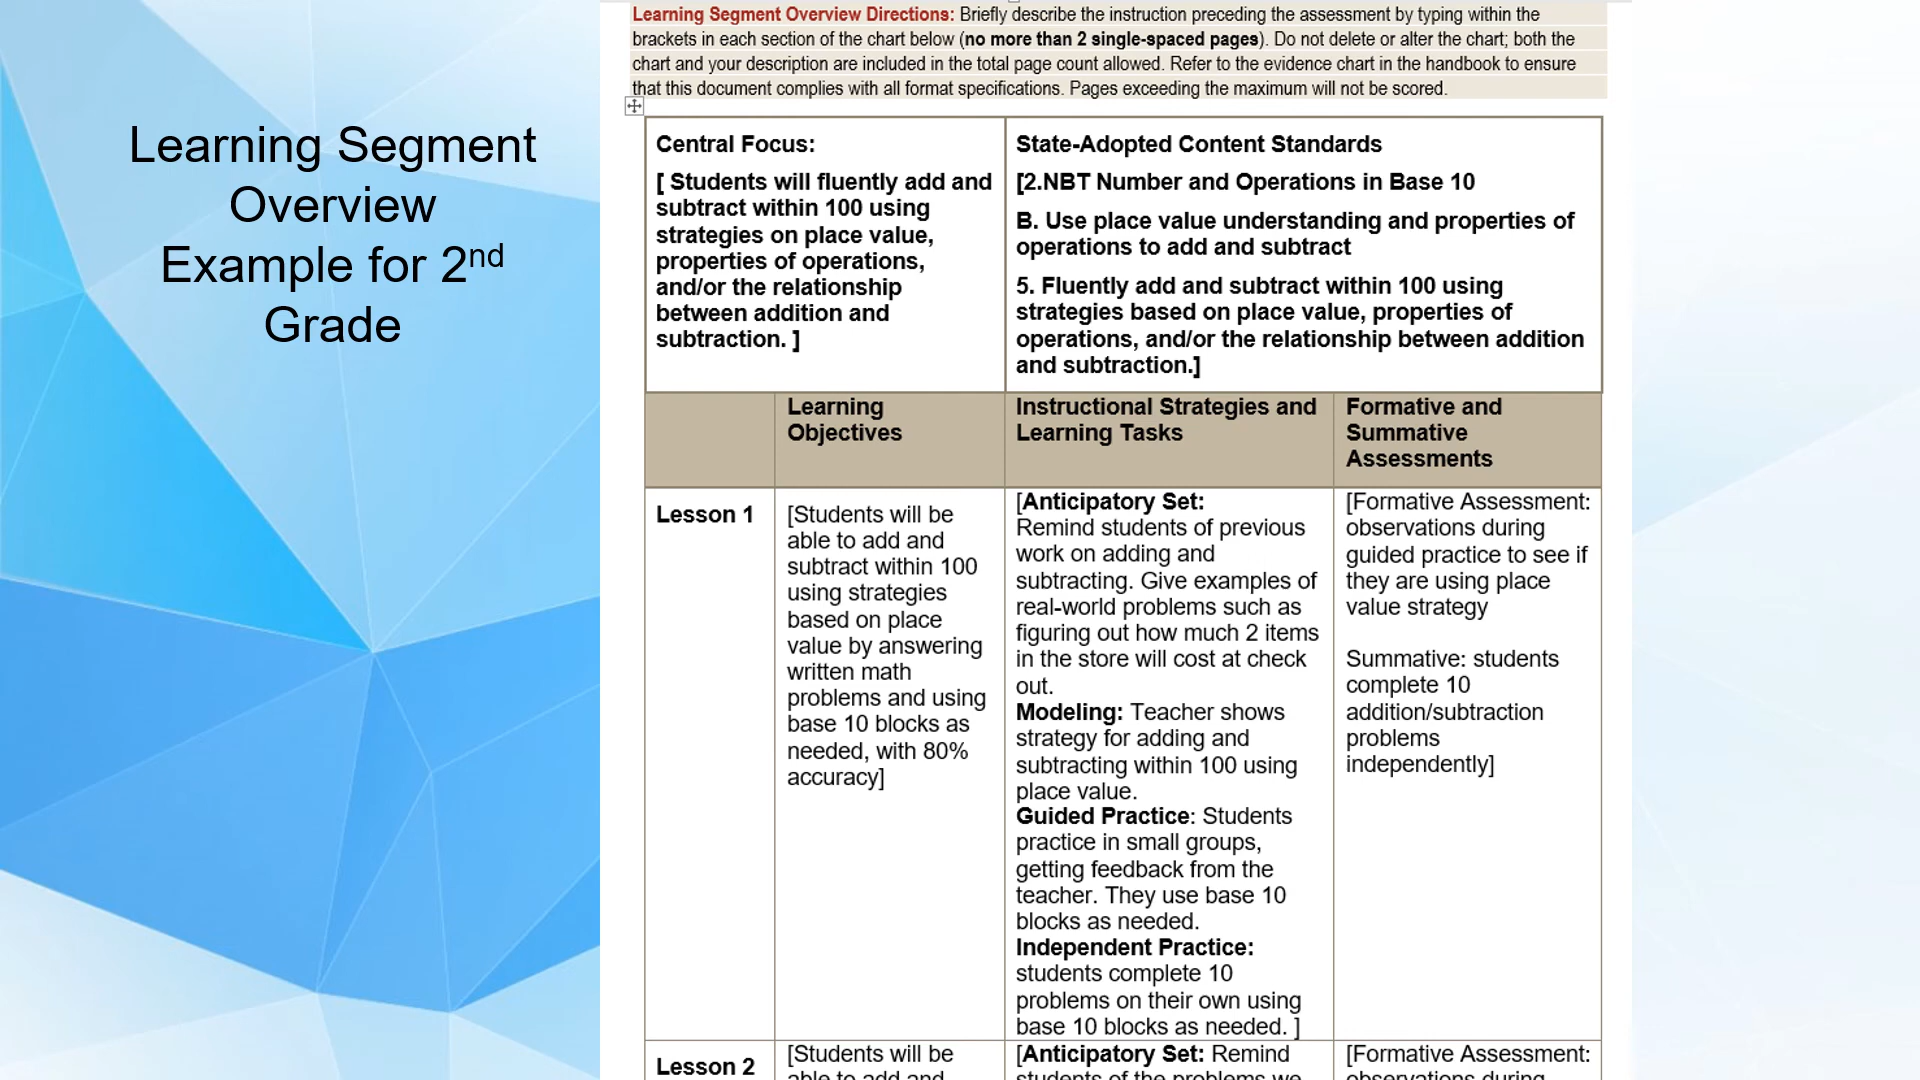 Learning Segment
Overview
Example for 2nd
Grade
Learning Segment Overview Directions: Briefly describe the instruction preceding the assessment by typing within the
brackets in each section of the chart below (no more than 2 single-spaced pages). Do not delete or alter the chart; both the
chart and your description are included in the total page count allowed. Refer to the evidence chart in the handbook to ensure
that this document complies with all format specifications. Pages exceeding the maximum will not be scored.
Central Focus:
[ Students will fluently add and
subtract within 100 using
strategies on place value,
properties of operations,
and/or the relationship
between addition and
subtraction. ]
State-Adopted Content Standards
[2.NBT Number and Operations in Base 10
B. Use place value understanding and properties of
operations to add and subtract
5. Fluently add and subtract within 100 using
strategies based on place value, properties of
operations, and/or the relationship between addition
and subtraction.]
Learning
Objectives
Instructional Strategies and
Learning Tasks
Formative and
Summative
Assessments
Lesson 1
[Students will be
able to add and
subtract within 100
using strategies
based on place
value by answering
written math
problems and using
base 10 blocks as
needed, with 80%
accuracy]
[Anticipatory Set:
Remind students of previous
work on adding and
subtracting. Give examples of
real-world problems such as
figuring out how much 2 items
in the store will cost at check
out.
Modeling: Teacher shows
strategy for adding and
subtracting within 100 using
place value.
Guided Practice: Students
practice in small groups,
getting feedback from the
teacher. They use base 10
blocks as needed.
Independent Practice:
students complete 10
problems on their own using
base 10 blocks as needed. ]
[Formative Assessment:
observations during
guided practice to see if
they are using place
value strategy
Summative: students
complete 10
addition/subtraction
problems
independently]
Lesson 2
[Students will be
able to add and
[Anticipatory Set: Remind
students of the problems we
[Formative Assessment:
observations during